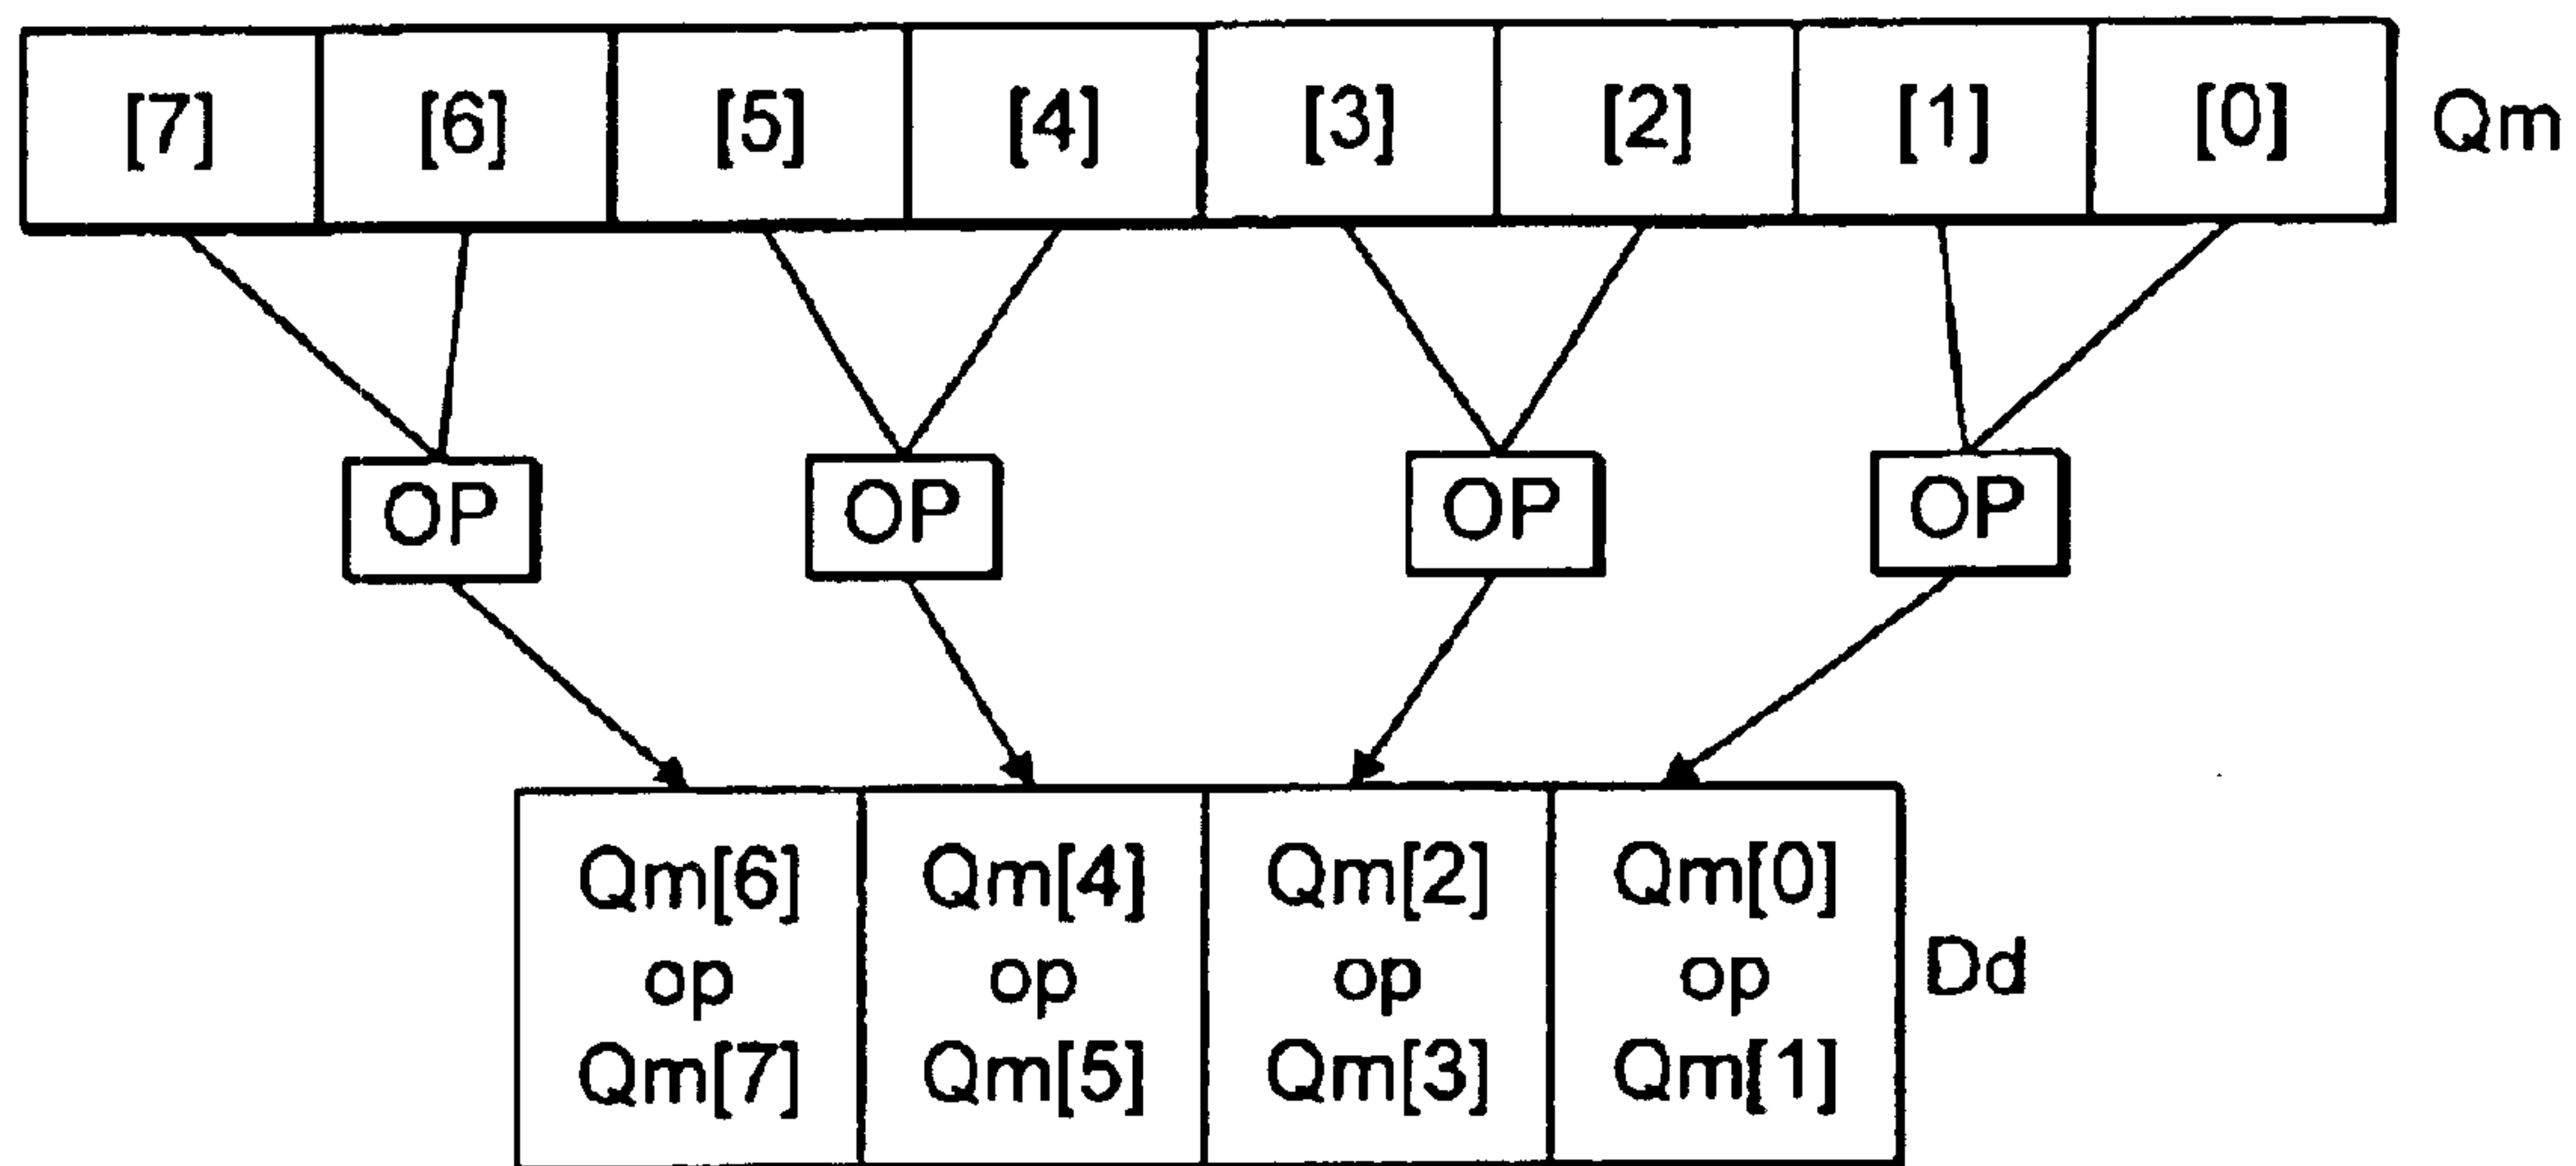 [7] [6] [5] [4] [3] [2] [1] [0] Qm
OP OP OP OP
Qm[6] Qm[4] Qm[2] Qm[0]
op op op op Dd
Qm[7] Qm[5] Qm[3] Qm[1]